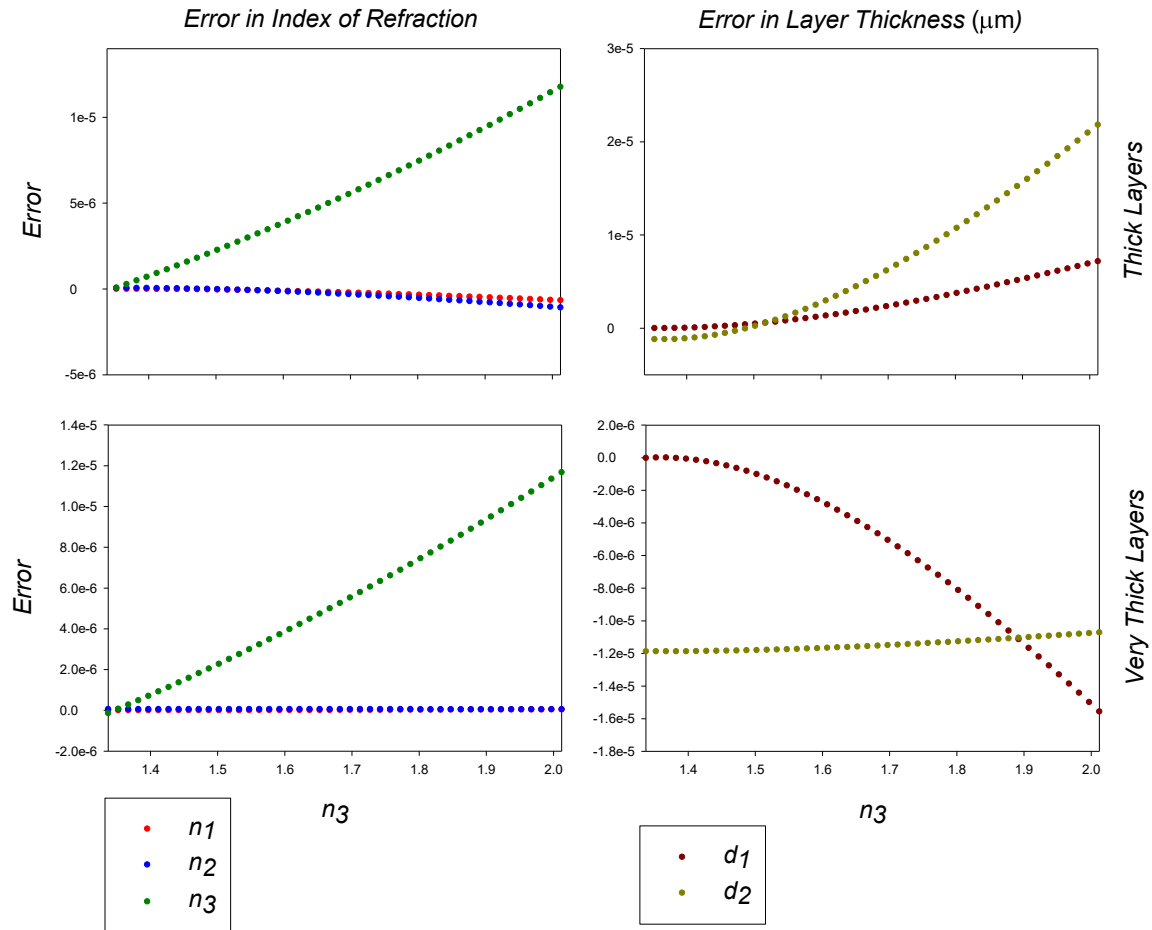 Error in Index of Refraction
Error in Layer Thickness (μm)
1e-5
5e-6
0
-5e-6
Error
3e-5
2e-5
1e-5
0
Thick Layers
1.4e-5
1.2e-5
1.0e-5
8.0e-6
6.0e-6
4.0e-6
2.0e-6
0.0
-2.0e-6
Error
1.4 1.5 1.6 1.7 1.8 1.9 2.0
n3
2.0e-6
0.0
-2.0e-6
-4.0e-6
-6.0e-6
-8.0e-6
-1.0e-5
-1.2e-5
-1.4e-5
-1.6e-5
-1.8e-5
Very Thick Layers
1.4 1.5 1.6 1.7 1.8 1.9 2.0
n3
n1
n2
n3
d1
d2